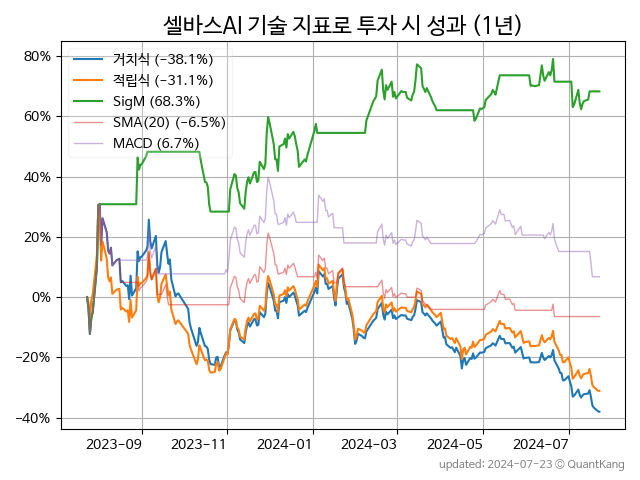 셀바스AI 기술 지표로 투자 시 성과 (1년)
거치식 (−38.1%)
적립식 (−31.1%)
SigM (68.3%)
SMA(20) (−6.5%)
MACD (6.7%)
80%
60%
40%
20%
0%
−20%
−40%
2023-09 2023-11 2024-01 2024-03 2024-05 2024-07
updated: 2024-07-23 © QuantKang